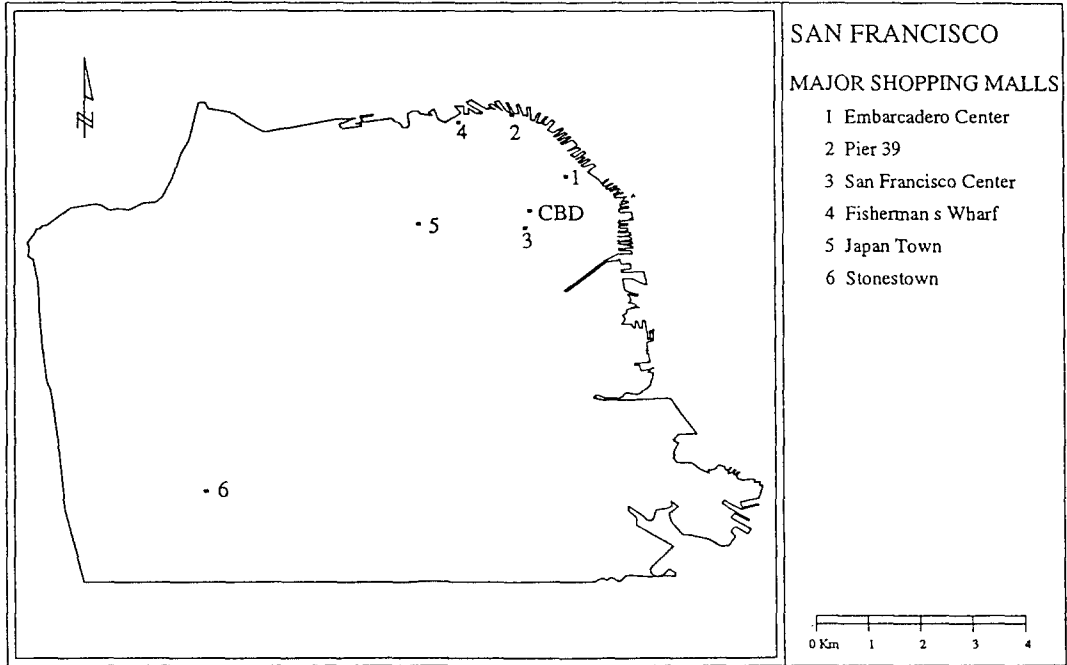 SAN FRANCISCO
MAJOR SHOPPING MALLS
1 Embarcadero Center
2 Pier 39
3 San Francisco Center
4 Fisherman s Wharf
5 Japan Town
6 Stonestown
N
4
2
1
CBD
3
5
6
0 Km 1 2 3 4